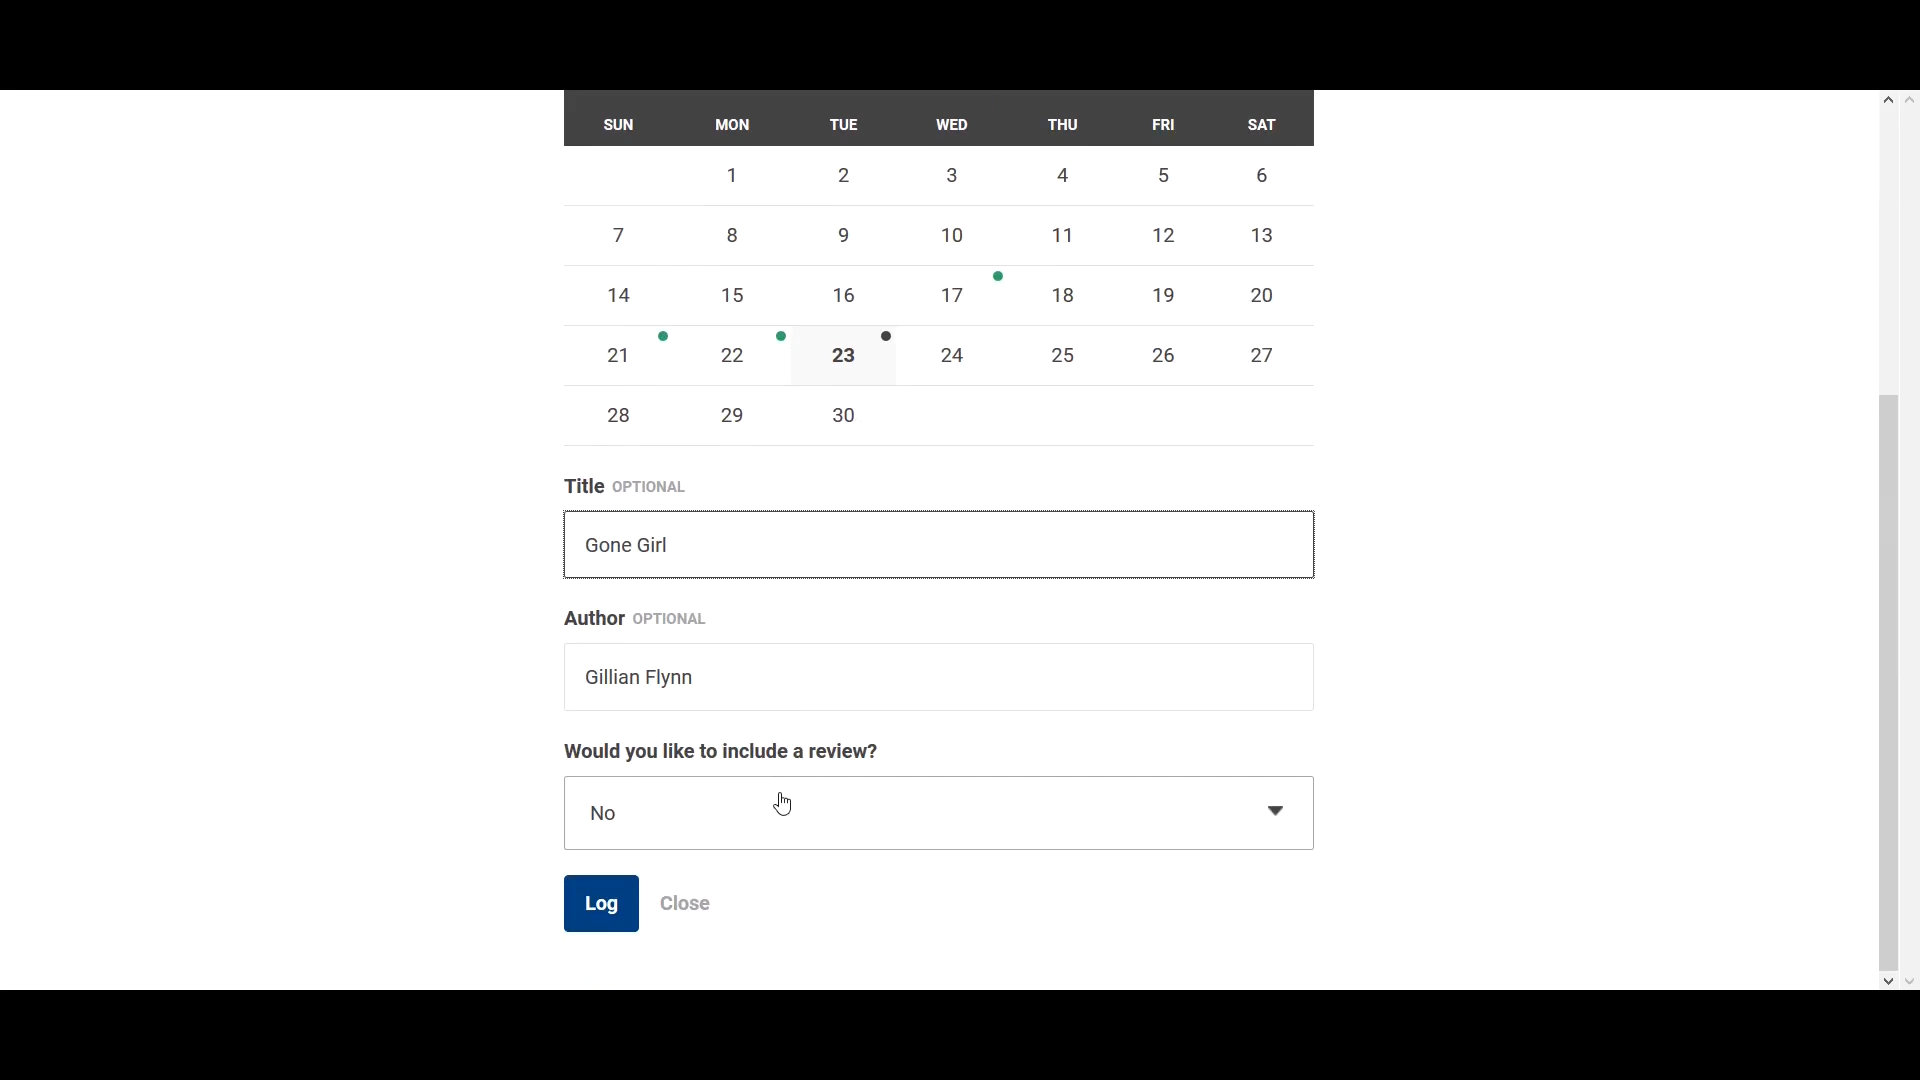 SUN MON TUE WED THU FRI SAT
1 2 3 4 5 6
7 8 9 10 11 12 13
14 15 16 17 18 19 20
21 22 23 24 25 26 27
28 29 30
Title OPTIONAL
Gone Girl
Author OPTIONAL
Gillian Flynn
Would you like to include a review?
No
Log Close